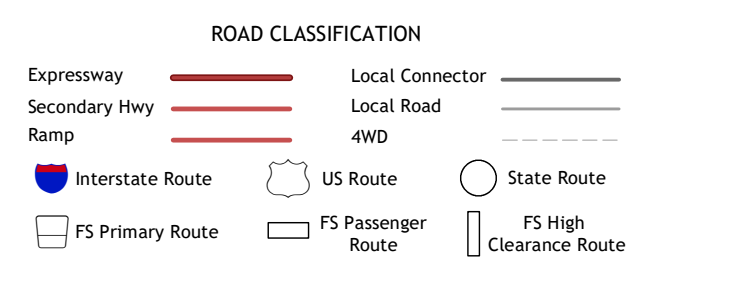 ROAD CLASSIFICATION
Expressway
Local Connector
Secondary Hwy
Local Road
Ramp
4WD
Interstate Route
US Route
State Route
FS Primary Route
FS Passenger
Route
FS High
Clearance Route